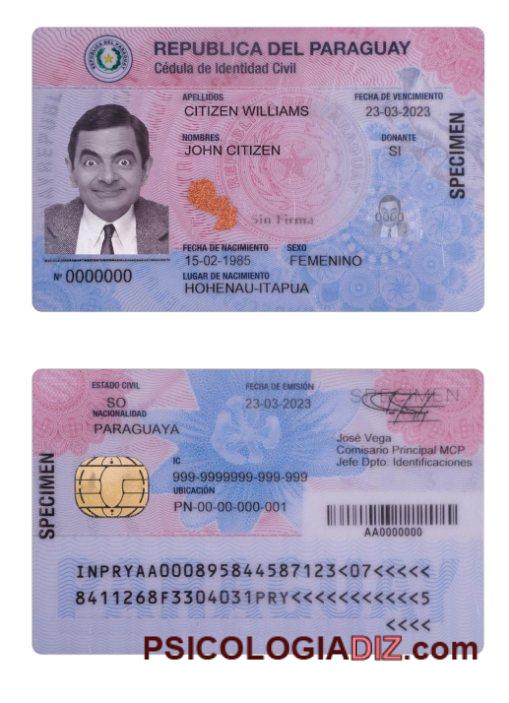 REPUBLICA DEL PARAGUAY
Cédula de Identidad Civil
APELLIDOS
CITIZEN WILLIAMS
FECHA DE VENCIMIENTO
23-03-2023
NOMBRES
JOHN CITIZEN
DONANTE
SI
SPECIMEN
Sin Firma
FECHA DE NACIMIENTO SEXO
15-02-1985 FEMENINO
LUGAR DE NACIMIENTO
HOHENAU-ITAPUA
Nº 0000000
ESTADO CIVIL
SO
FECHA DE EMISIÓN
23-03-2023
NACIONALIDAD
PARAGUAYA
SPECIMEN
José Vega
Comisario Principal MCP
Jefe Dpto. Identificaciones
IC
999-9999999-999-999
UBICACIÓN
PN-00-00-000-001
SPECIMEN
AA0000000
INPRYAA000895844587123<07<<<<<
8411268F3304031PRY<<<<<<<<<<<5
<<<<
PSICOLOGIADIZ.com